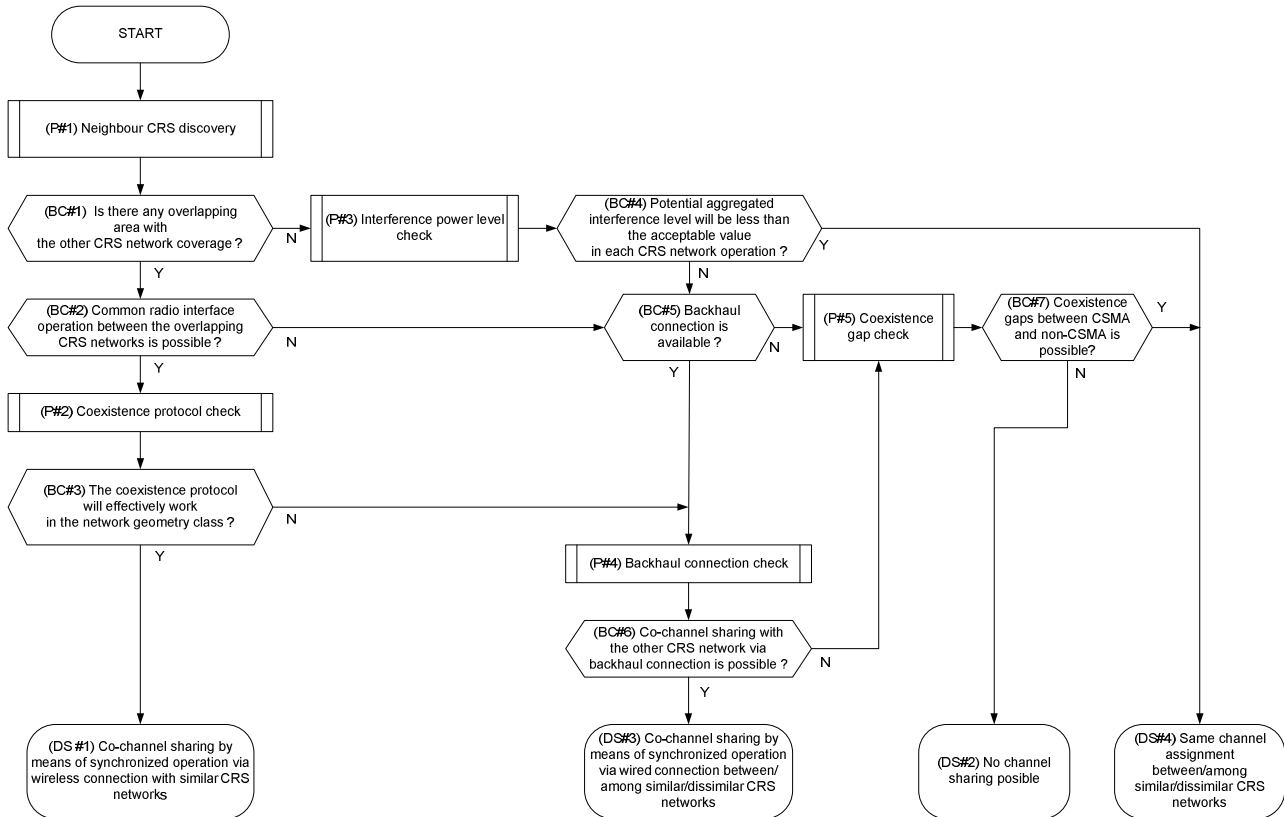 START
(P#1) Neighbour CRS discovery
(BC#1)  Is there any overlapping
area with
the other CRS network coverage ?
N
Y
(P#3) Interference power level
check
(BC#4) Potential aggregated
interference level will be less than
the acceptable value
in each CRS network operation ?
Y
N
(BC#2) Common radio interface
operation between the overlapping
CRS networks is possible ?
N
Y
(BC#5) Backhaul
connection is
available ?
N
Y
(P#5) Coexistence
gap check
(BC#7) Coexistence
gaps between CSMA
and non-CSMA is
possible?
Y
N
(P#2) Coexistence protocol check
(BC#3) The coexistence protocol
will effectively work
in the network geometry class ?
N
Y
(P#4) Backhaul connection check
(BC#6) Co-channel sharing with
the other CRS network via
backhaul connection is possible ?
N
Y
(DS #1) Co-channel sharing by
means of synchronized operation via
wireless connection with similar CRS
networks
(DS#3) Co-channel sharing by
means of synchronized operation
via wired connection between/
among similar/dissimilar CRS
networks
(DS#2) No channel
sharing posible
(DS#4) Same channel
assignment
between/among
similar/dissimilar CRS
networks